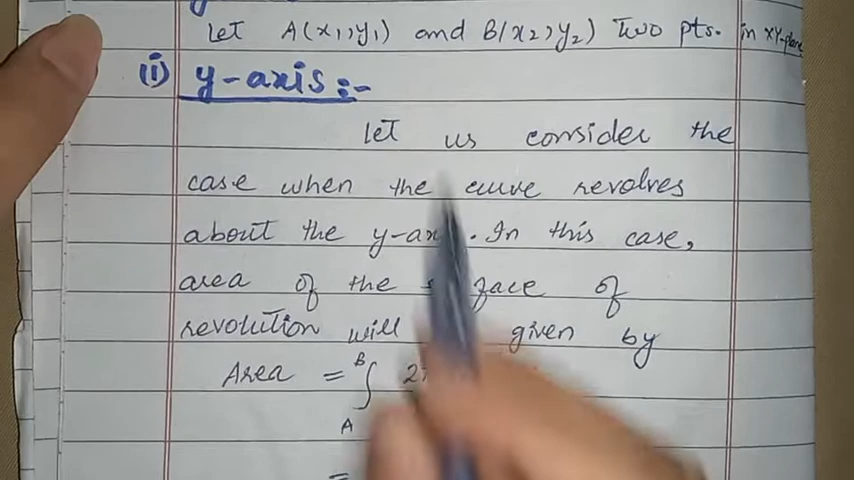 Let A(x1,y1) and B(x2,y2) Two pts. in XY-plane
(i) y-axis:-
Let us consider the
case when the curve revolves
about the y-ax . In this case,
area of the s face of
revolution will given by
Area = ∫ A B 2
=